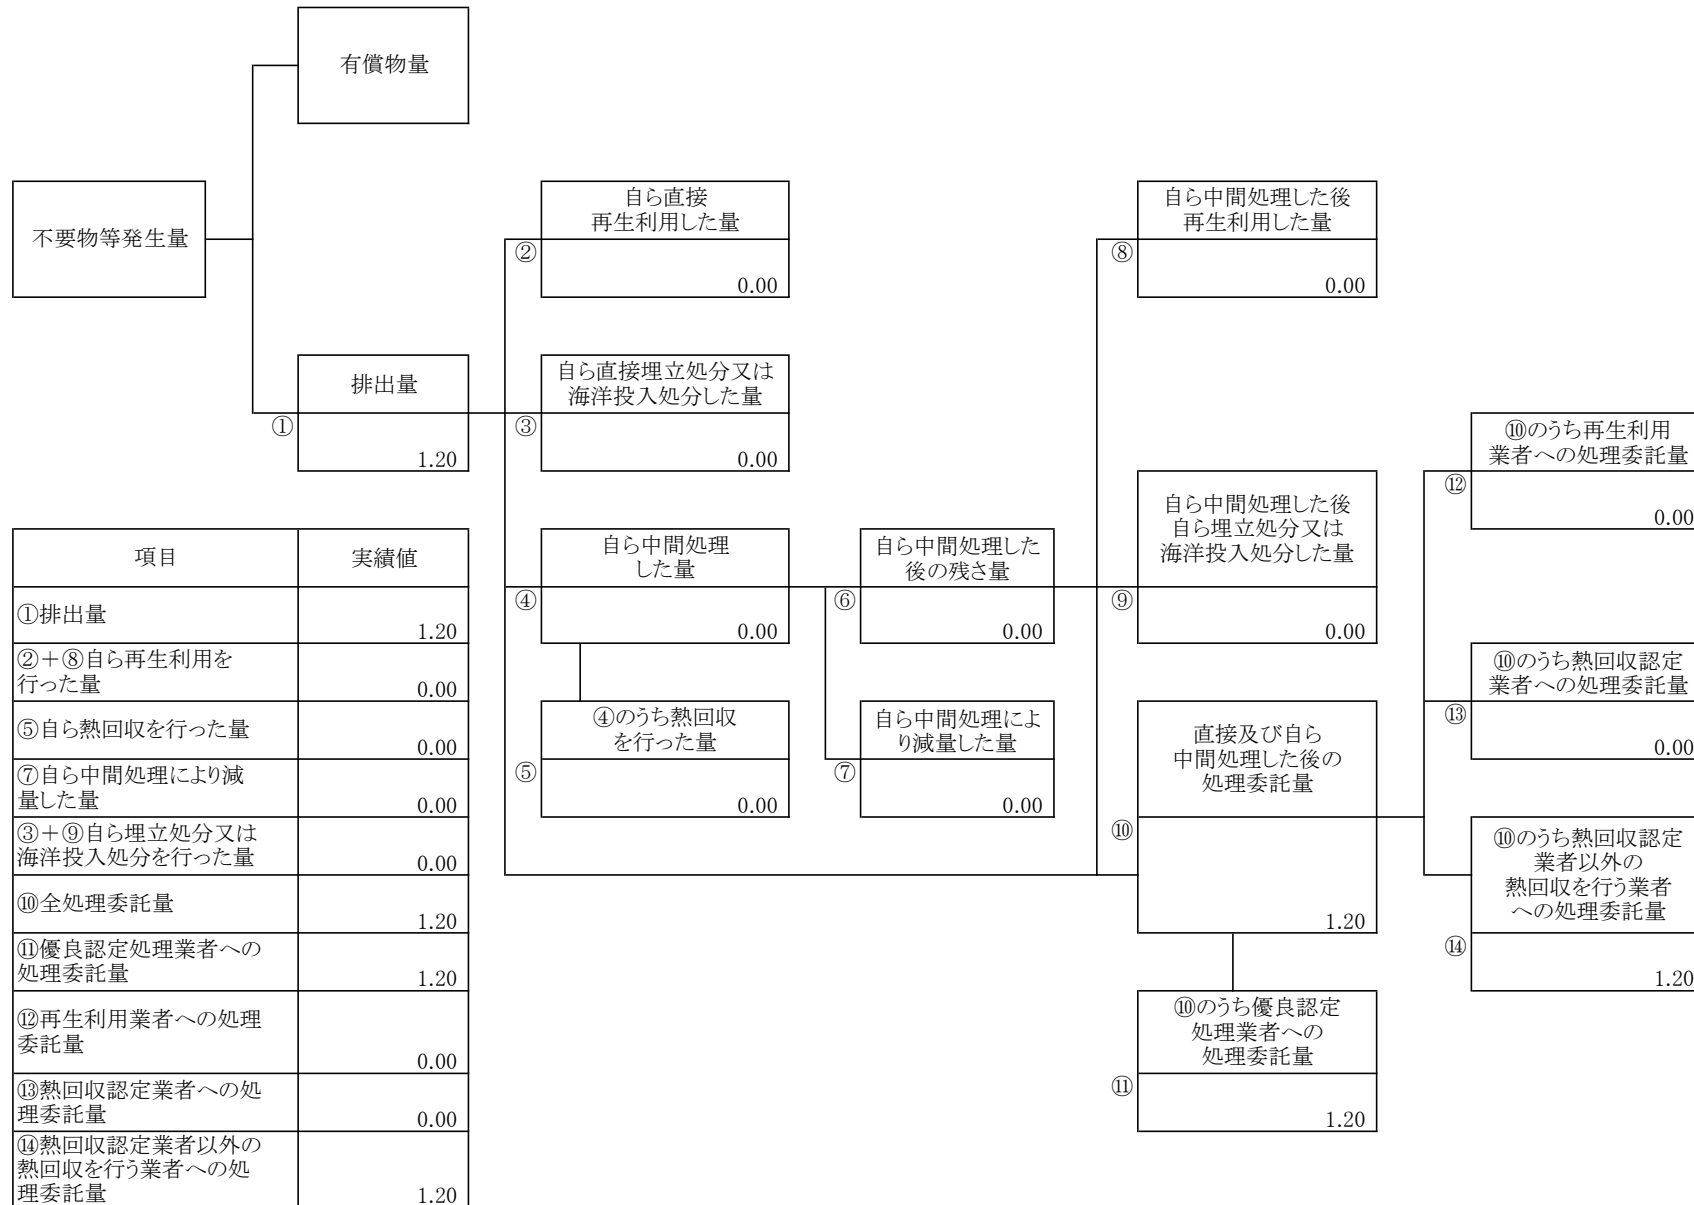 有償物量
不要物等発生量
自ら直接
再生利用した量
②
0.00
自ら中間処理した後
再生利用した量
⑧
0.00
排出量
①
1.20
自ら直接埋立処分又は
海洋投入処分した量
③
0.00
⑩のうち再生利用
業者への処理委託量
⑫
0.00
自ら中間処理
した量
④
0.00
自ら中間処理した
後の残さ量
⑥
0.00
自ら中間処理した後
自ら埋立処分又は
海洋投入処分した量
⑨
0.00
⑩のうち熱回収認定
業者への処理委託量
⑬
0.00
④のうち熱回収
を行った量
⑤
0.00
自ら中間処理によ
り減量した量
⑦
0.00
直接及び自ら
中間処理した後の
処理委託量
⑩
1.20
⑩のうち熱回収認定
業者以外の
熱回収を行う業者
への処理委託量
⑭
1.20
⑩のうち優良認定
処理業者への
処理委託量
⑪
1.20
項目 実績値
①排出量
1.20
②+⑧自ら再生利用を
行った量 0.00
⑤自ら熱回収を行った量
0.00
⑦自ら中間処理により減
量した量 0.00
③+⑨自ら埋立処分又は
海洋投入処分を行った量 0.00
⑩全処理委託量
1.20
⑪優良認定処理業者への
処理委託量 1.20
⑫再生利用業者への処理
委託量 0.00
⑬熱回収認定業者への処
理委託量 0.00
⑭熱回収認定業者以外の
熱回収を行う業者への処
理委託量 1.20